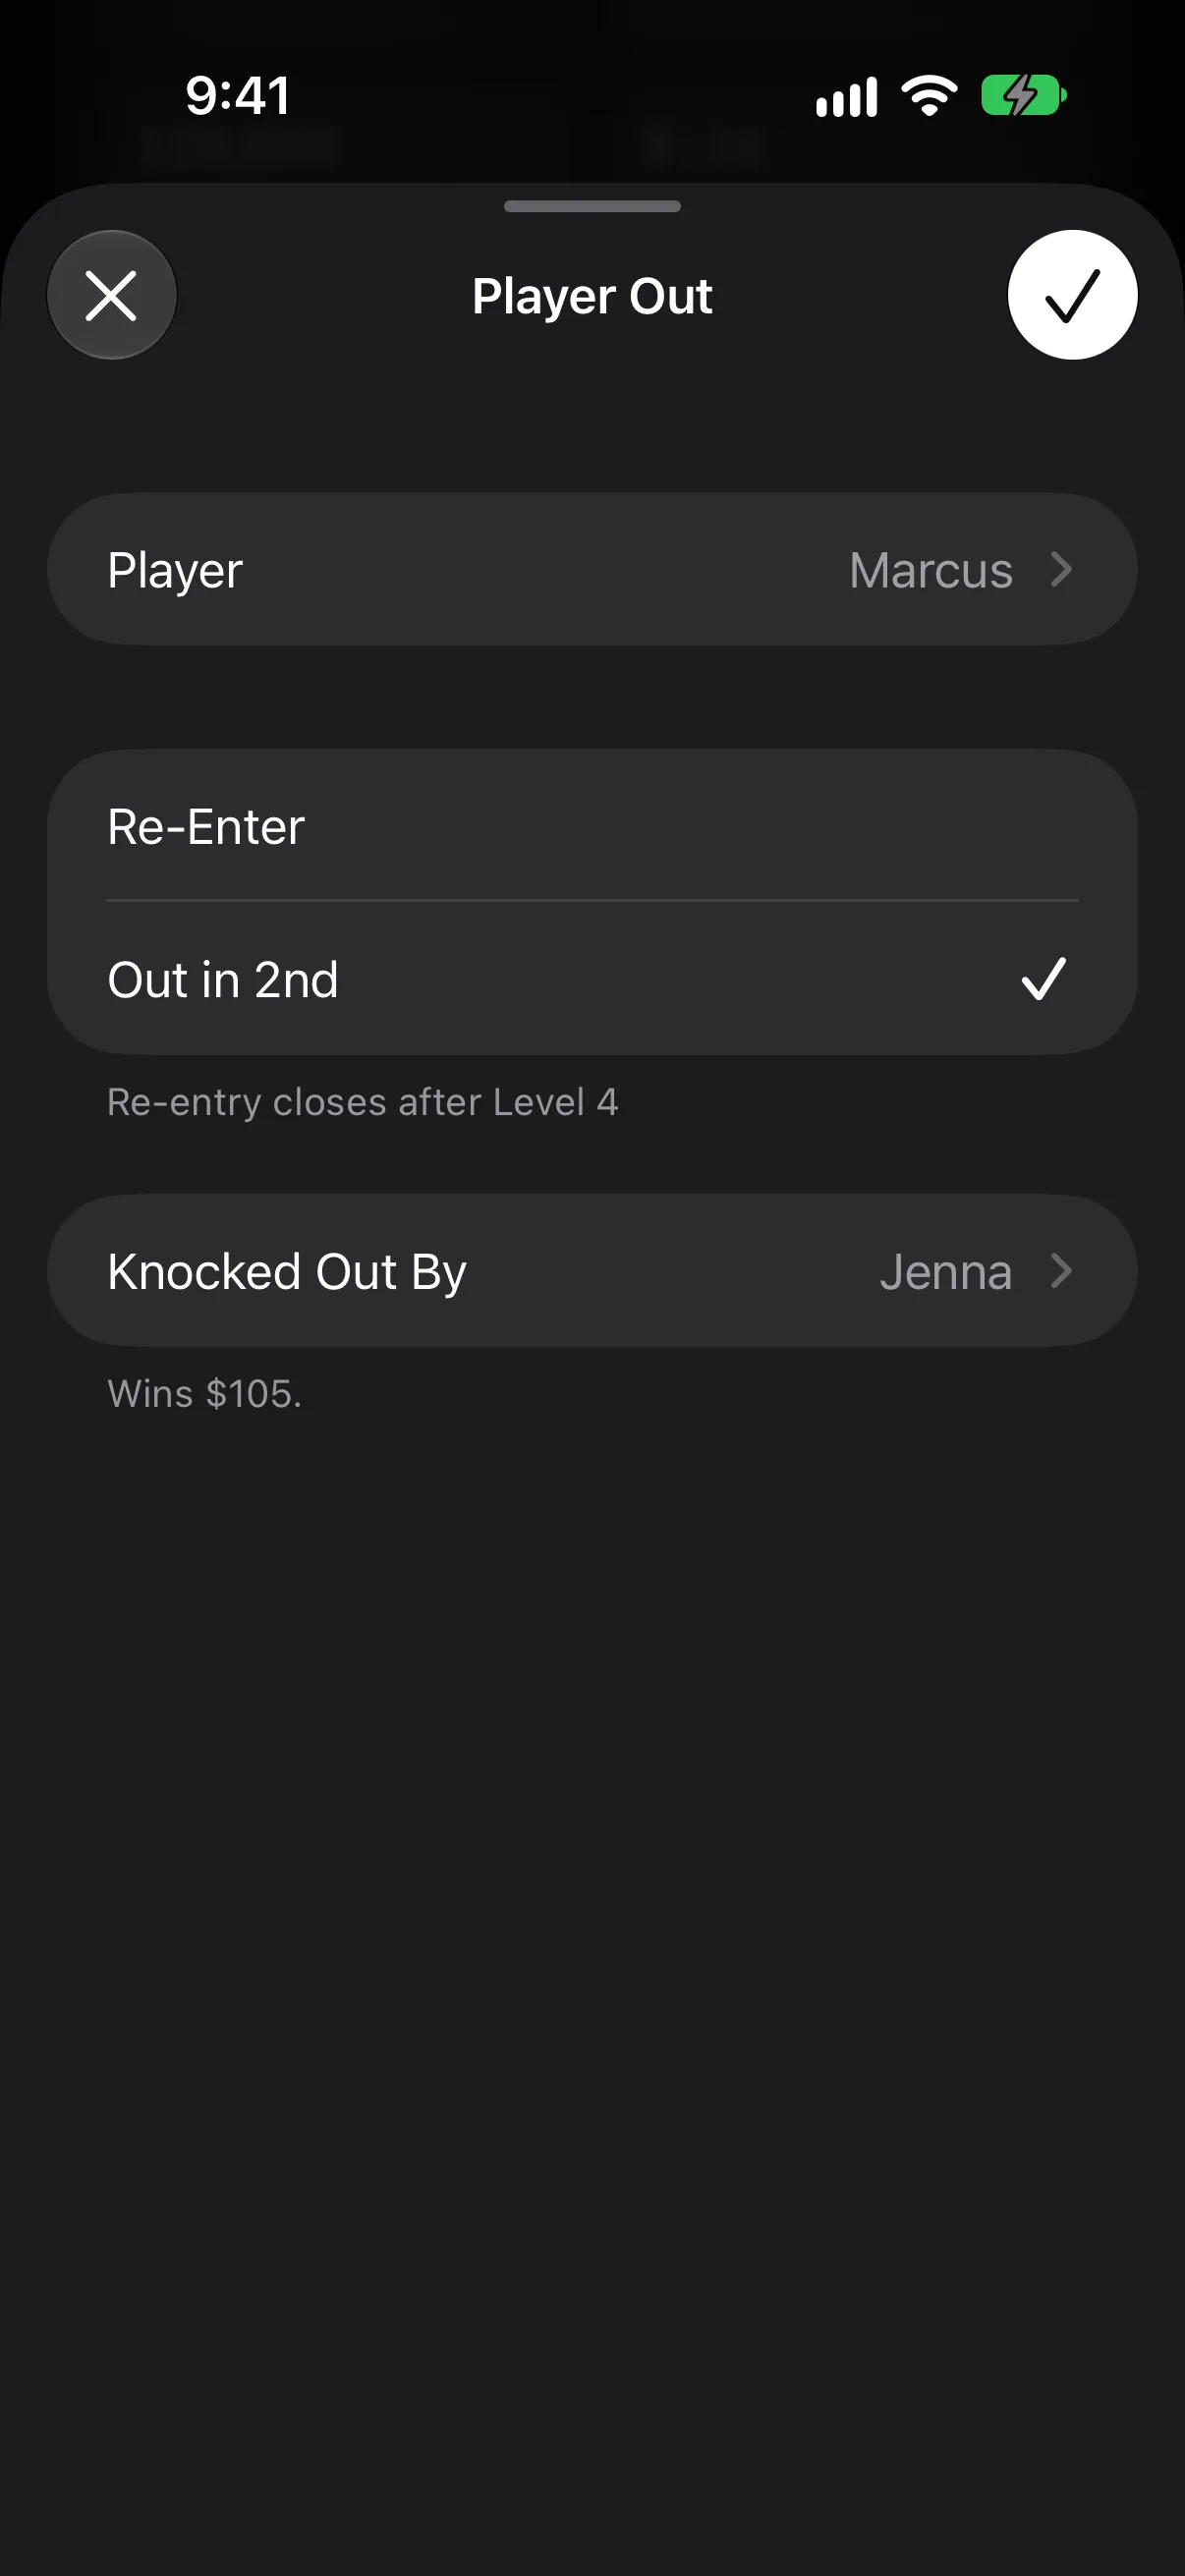 9:41
Player Out
Player Marcus
Re-Enter
Out in 2nd
Re-entry closes after Level 4
Knocked Out By Jenna
Wins $105.